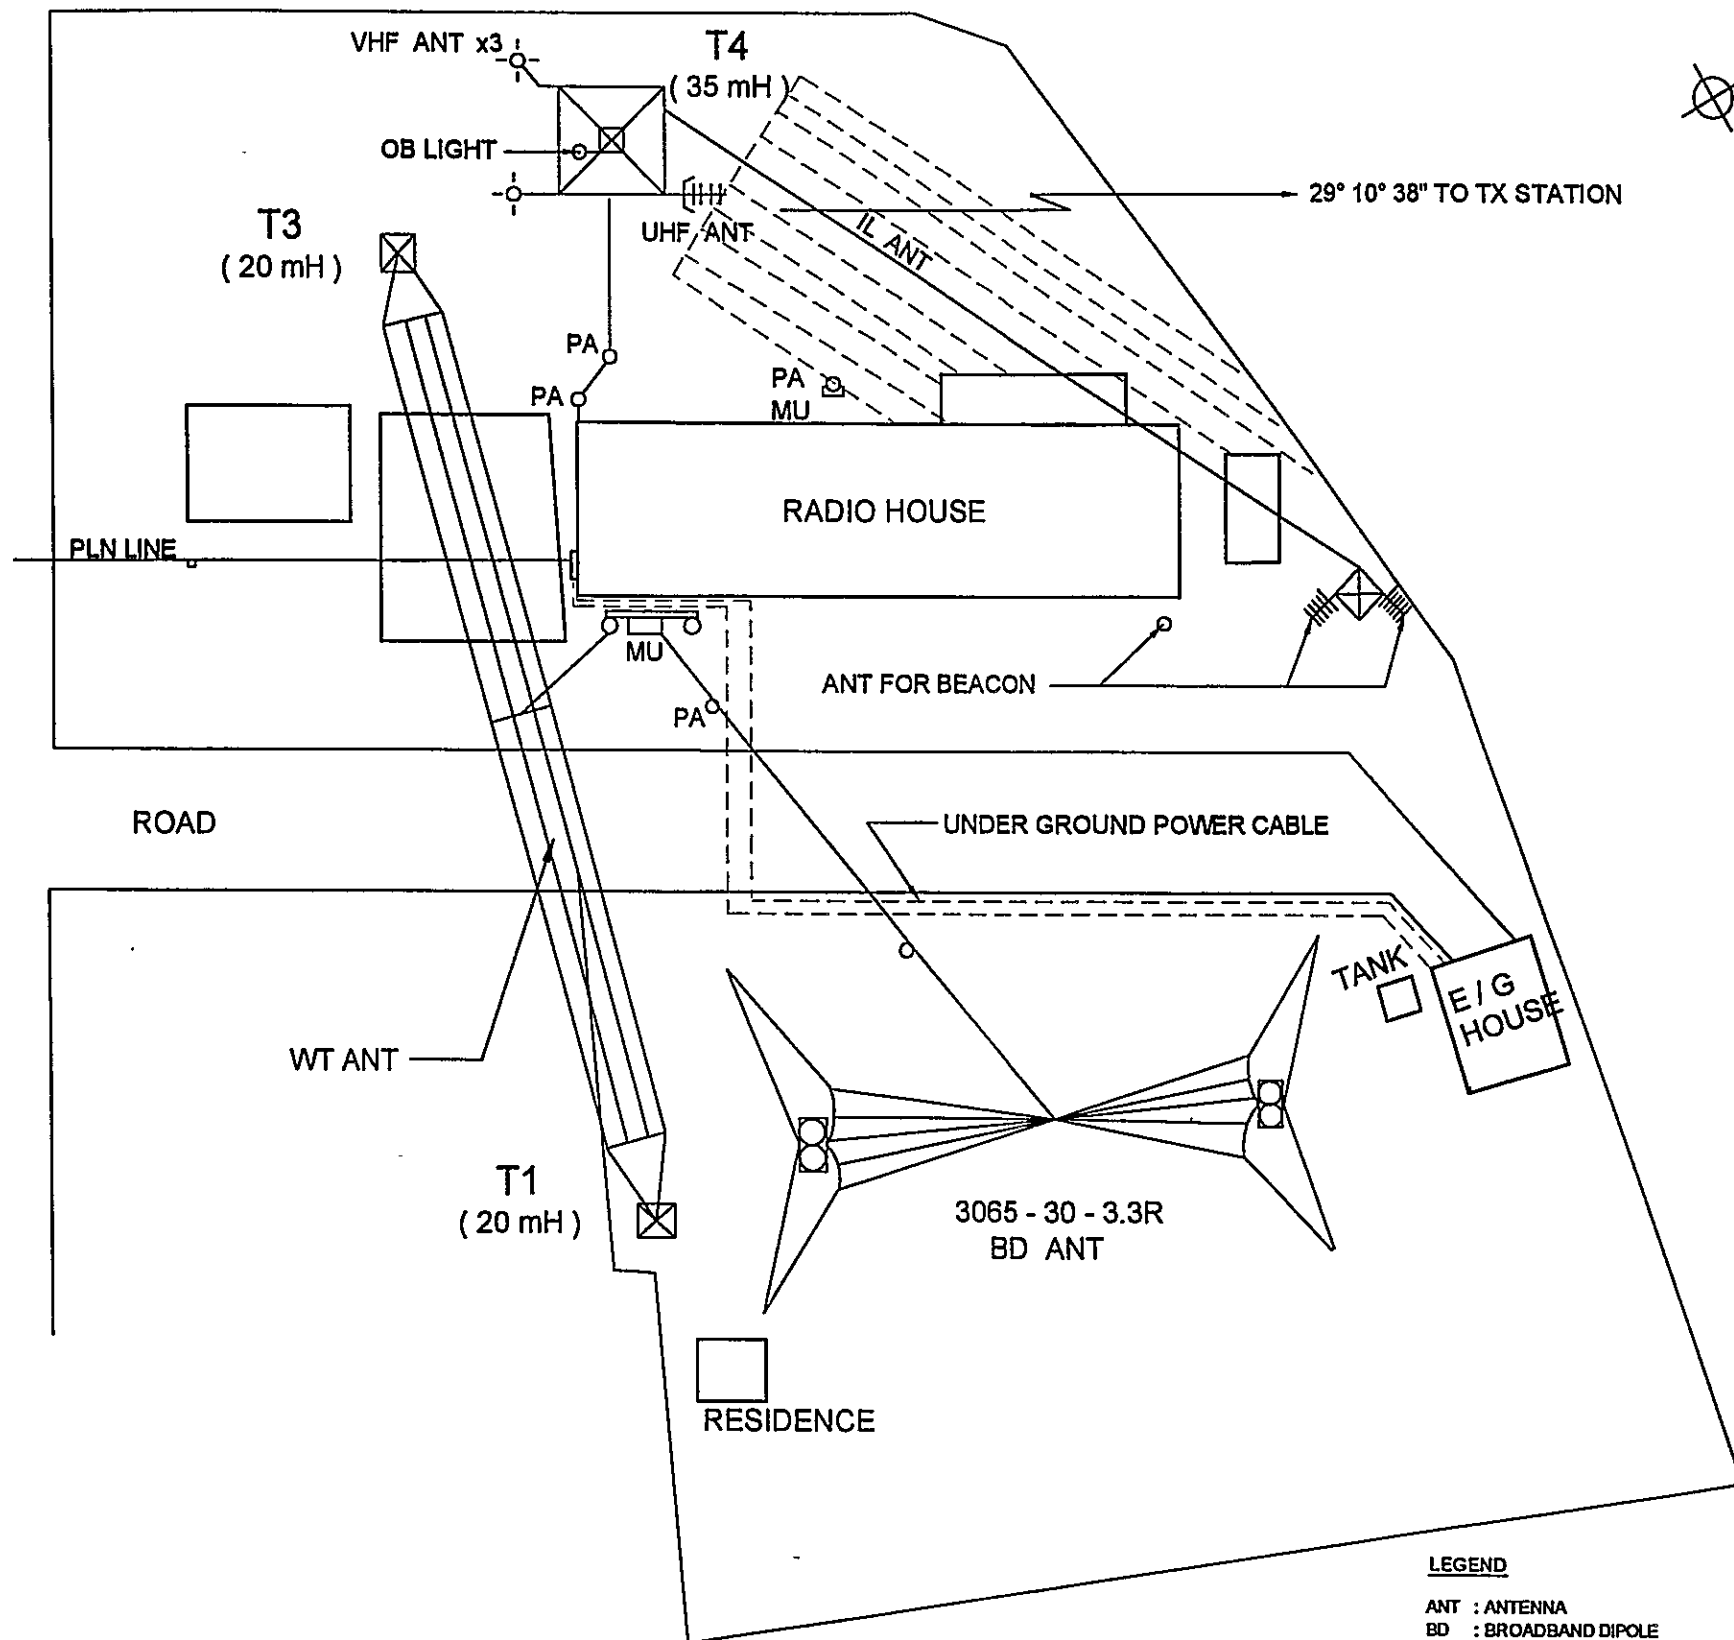 VHF ANT x3
T4
( 35 mH )
OB LIGHT
29° 10° 38" TO TX STATION
T3
( 20 mH )
UHF ANT
IL ANT
PA
PA
PA
MU
RADIO HOUSE
PLN LINE
MU
ANT FOR BEACON
PA
ROAD
UNDER GROUND POWER CABLE
TANK
E / G
HOUSE
WT ANT
T1
( 20 mH )
3065 - 30 - 3.3R
BD ANT
RESIDENCE
LEGEND
ANT : ANTENNA
BD : BROADBAND DIPOLE